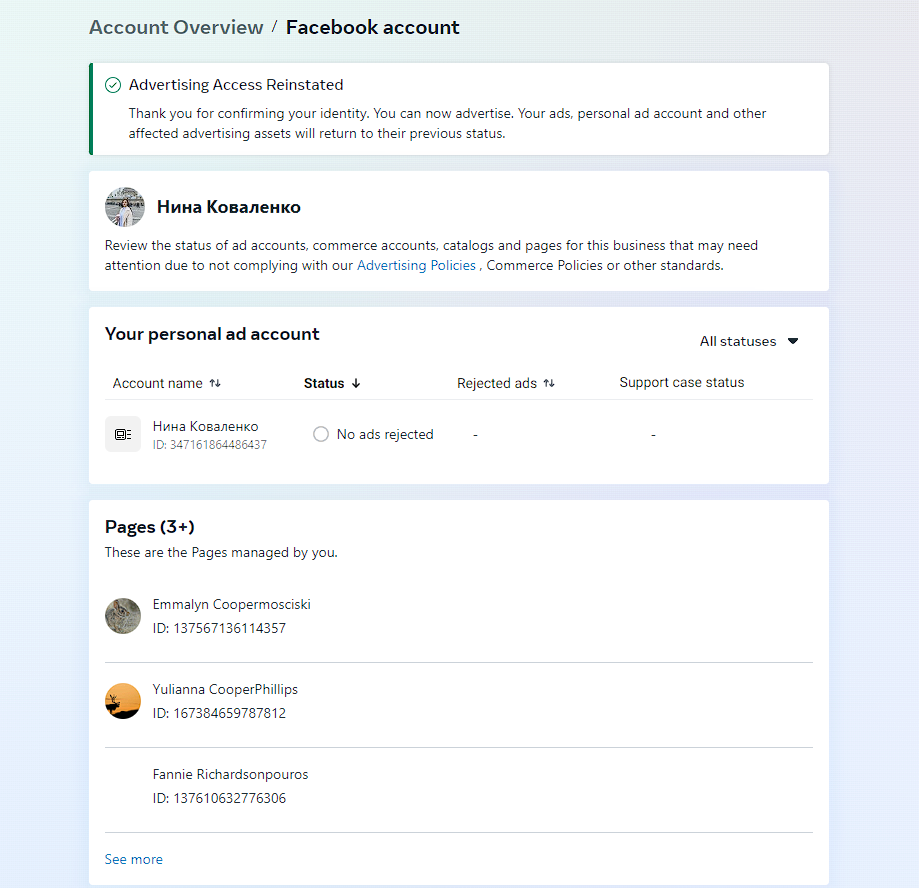 Account Overview / Facebook account
Advertising Access Reinstated
Thank you for confirming your identity. You can now advertise. Your ads, personal ad account and other
affected advertising assets will return to their previous status.
Нина Коваленко
Review the status of ad accounts, commerce accounts, catalogs and pages for this business that may need
attention due to not complying with our Advertising Policies , Commerce Policies or other standards.
Your personal ad account
All statuses
Account name Status Rejected ads Support case status
Нина Коваленко
ID: 347161864486437
No ads rejected - -
Pages (3+)
These are the Pages managed by you.
Emmalyn Coopermosciski
ID: 137567136114357
Yulianna CooperPhillips
ID: 167384659787812
Fannie Richardsonpouros
ID: 137610632776306
See more